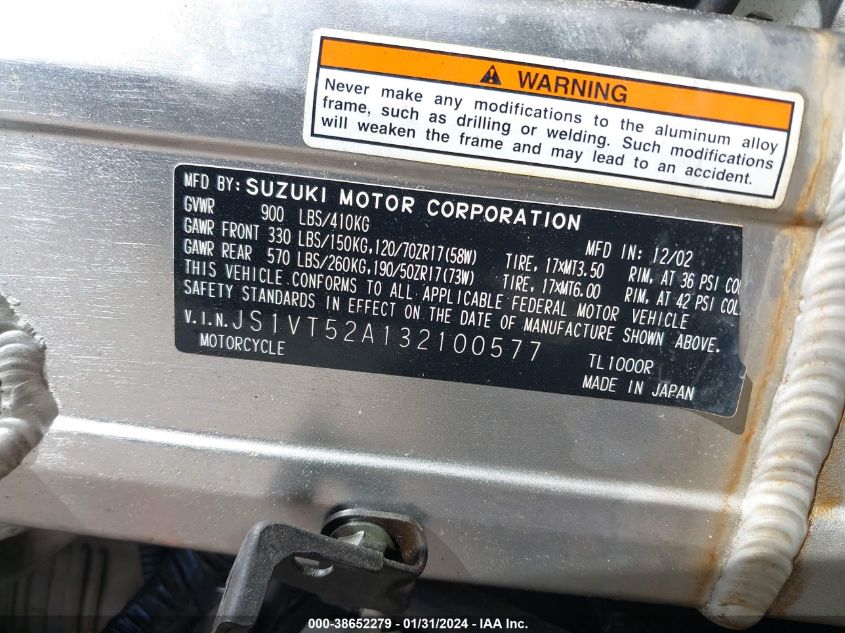 WARNING
Never make any modifications to the aluminum alloy
frame, such as drilling or welding. Such modifications
will weaken the frame and may lead to an accident.
MFD BY: SUZUKI MOTOR CORPORATION
GVWR 900 LBS/410KG MFD IN: 12/02
GAWR FRONT 330 LBS/150KG, 120/70ZR17(58W) TIRE, 17xMT3.50 RIM, AT 36 PSI COL
GAWR REAR 570 LBS/260KG, 190/50ZR17(73W) TIRE, 17xMT6.00 RIM, AT 42 PSI COL
THIS VEHICLE CONFORMS TO ALL APPLICABLE FEDERAL MOTOR VEHICLE
SAFETY STANDARDS IN EFFECT ON THE DATE OF MANUFACTURE SHOWN ABOVE.
V.I.N. JS1VT52A132100577
MOTORCYCLE TL1000R
MADE IN JAPAN
000-38652279 - 01/31/2024 - IAA Inc.